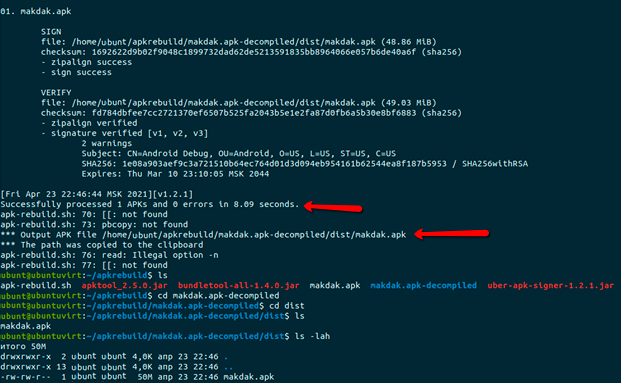 01. makdak.apk
SIGN
file: /home/ubunt/apkrebuild/makdak.apk-decompiled/dist/makdak.apk (48.86 MiB)
checksum: 1692622d9b02f9048c1899732dad62de5213591835bb8964066e057b6de40a6f (sha256)
- zipalign success
- sign success
VERIFY
file: /home/ubunt/apkrebuild/makdak.apk-decompiled/dist/makdak.apk (49.03 MiB)
checksum: fd784dbfee7cc2721370ef6507b525fa2043b5e1e2fa87d0fb6a5b30e8bf6883 (sha256)
- zipalign verified
- signature verified [v1, v2, v3]
2 warnings
Subject: CN=Android Debug, OU=Android, O=US, L=US, ST=US, C=US
SHA256: 1e08a903aef9c3a721510b64ec764d01d3d094eb954161b62544ea8f187b5953 / SHA256withRSA
Expires: Thu Mar 10 23:10:05 MSK 2044
[Fri Apr 23 22:46:44 MSK 2021][v1.2.1]
Successfully processed 1 APKs and 0 errors in 8.09 seconds.
apk-rebuild.sh: 70: [[: not found
apk-rebuild.sh: 73: pbcopy: not found
*** Output APK file /home/ubunt/apkrebuild/makdak.apk-decompiled/dist/makdak.apk
*** The path was copied to the clipboard
apk-rebuild.sh: 76: read: Illegal option -n
apk-rebuild.sh: 77: [[: not found
ubunt@ubuntuvirt:~/apkrebuild$ ls
apk-rebuild.sh apktool_2.5.0.jar bundletool-all-1.4.0.jar makdak.apk makdak.apk-decompiled uber-apk-signer-1.2.1.jar
ubunt@ubuntuvirt:~/apkrebuild$ cd makdak.apk-decompiled
ubunt@ubuntuvirt:~/apkrebuild/makdak.apk-decompiled$ cd dist
ubunt@ubuntuvirt:~/apkrebuild/makdak.apk-decompiled/dist$ ls
makdak.apk
ubunt@ubuntuvirt:~/apkrebuild/makdak.apk-decompiled/dist$ ls -lah
итого 50M
drwxrwxr-x 2 ubunt ubunt 4,0K апр 23 22:46 .
drwxrwxr-x 13 ubunt ubunt 4,0K апр 23 22:46 ..
-rw-rw-r-- 1 ubunt ubunt 50M апр 23 22:46 makdak.apk